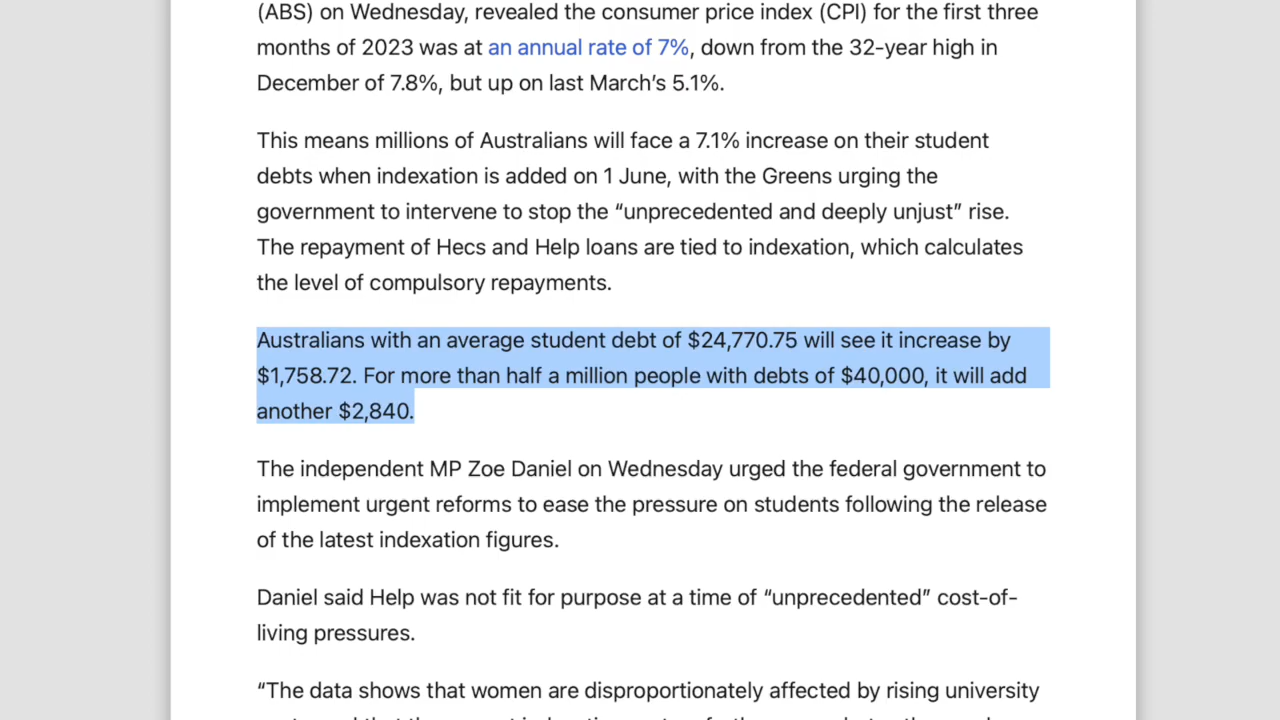 (ABS) on Wednesday, revealed the consumer price index (CPI) for the first three
months of 2023 was at an annual rate of 7%, down from the 32-year high in
December of 7.8%, but up on last March’s 5.1%.
This means millions of Australians will face a 7.1% increase on their student
debts when indexation is added on 1 June, with the Greens urging the
government to intervene to stop the “unprecedented and deeply unjust” rise.
The repayment of Hecs and Help loans are tied to indexation, which calculates
the level of compulsory repayments.
Australians with an average student debt of $24,770.75 will see it increase by
$1,758.72. For more than half a million people with debts of $40,000, it will add
another $2,840.
The independent MP Zoe Daniel on Wednesday urged the federal government to
implement urgent reforms to ease the pressure on students following the release
of the latest indexation figures.
Daniel said Help was not fit for purpose at a time of “unprecedented” cost-of-
living pressures.
“The data shows that women are disproportionately affected by rising university